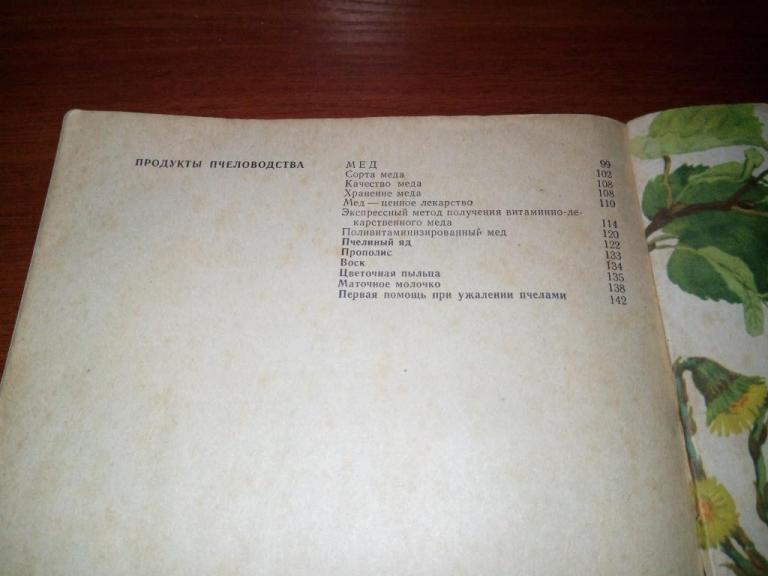 ПРОДУКТЫ ПЧЕЛОВОДСТВА
МЕД 99
Сорта меда 102
Качество меда 108
Хранение меда 108
Мед — ценное лекарство 110
Экспрессный метод получения витаминно-ле-
карственного меда 114
Поливитаминизированный мед 120
Пчелиный яд 122
Прополис 133
Воск 134
Цветочная пыльца 135
Маточное молочко 138
Первая помощь при ужалении пчелами 142